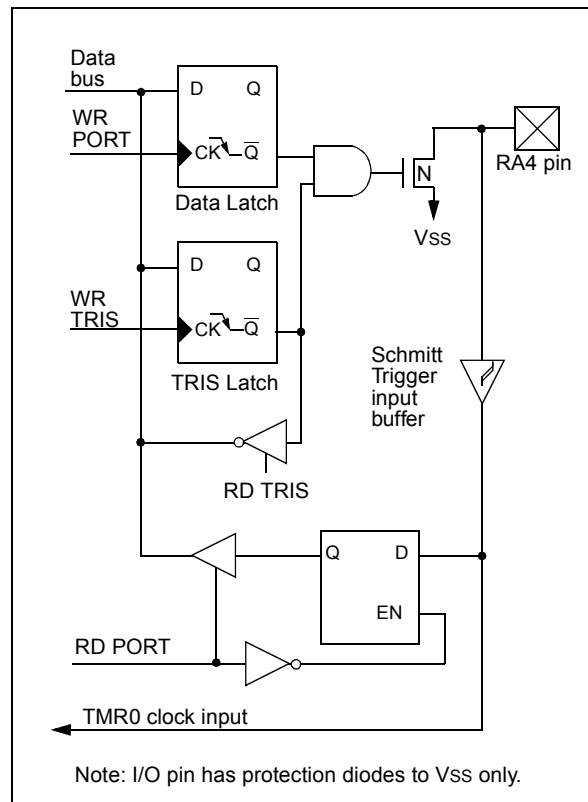 Data
bus
D Q
WR
PORT
CK Q̅
Data Latch
N
RA4 pin
VSS
D Q
WR
TRIS
CK Q̅
TRIS Latch
Schmitt
Trigger
input
buffer
RD TRIS
Q D
EN
RD PORT
TMR0 clock input
Note: I/O pin has protection diodes to VSS only.